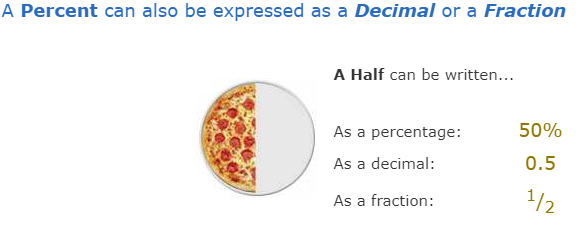 A Percent can also be expressed as a Decimal or a Fraction
A Half can be written...
As a percentage: 50%
As a decimal: 0.5
As a fraction: 1/2